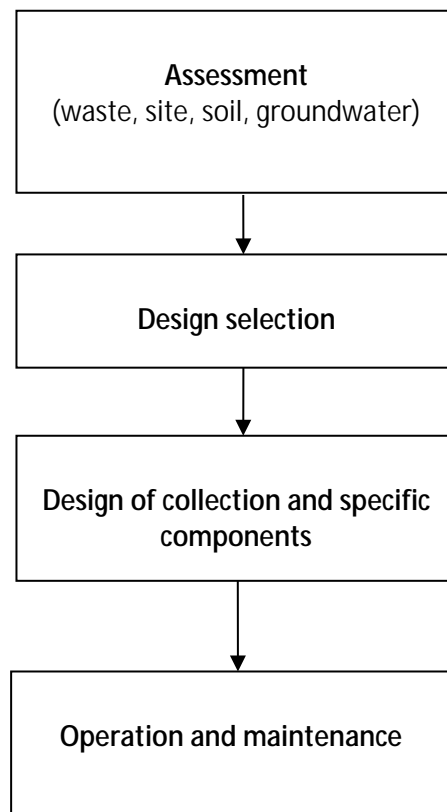 Assessment
(waste, site, soil, groundwater)
Design selection
Design of collection and specific
components
Operation and maintenance